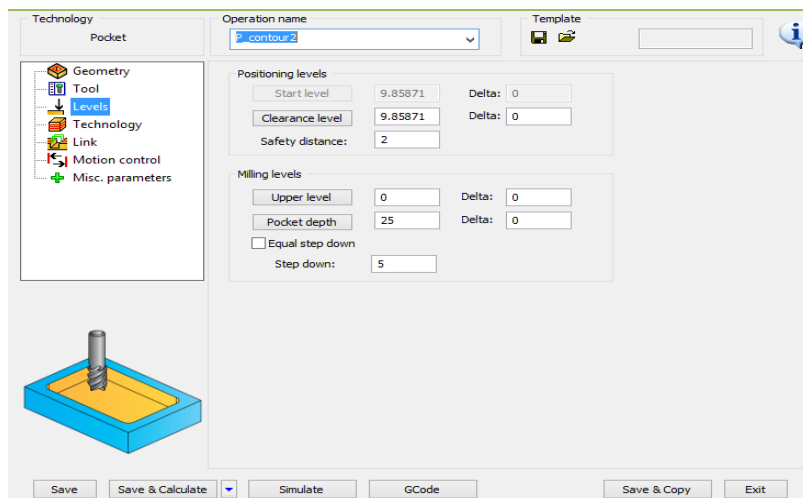 Technology
Pocket
Operation name
P_contour2
Template
Geometry
Tool
Levels
Technology
Link
Motion control
Misc. parameters
Positioning levels
Start level 9.85871 Delta: 0
Clearance level 9.85871 Delta: 0
Safety distance: 2
Milling levels
Upper level 0 Delta: 0
Pocket depth 25 Delta: 0
Equal step down
Step down: 5
Save Save & Calculate Simulate GCode Save & Copy Exit